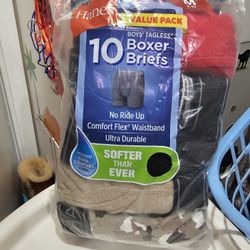 Hanes
VALUE PACK
BOYS' TAGLESS®
10 Boxer
Briefs
No Ride Up
Comfort Flex® Waistband
Ultra Durable
SOFTER
THAN
EVER